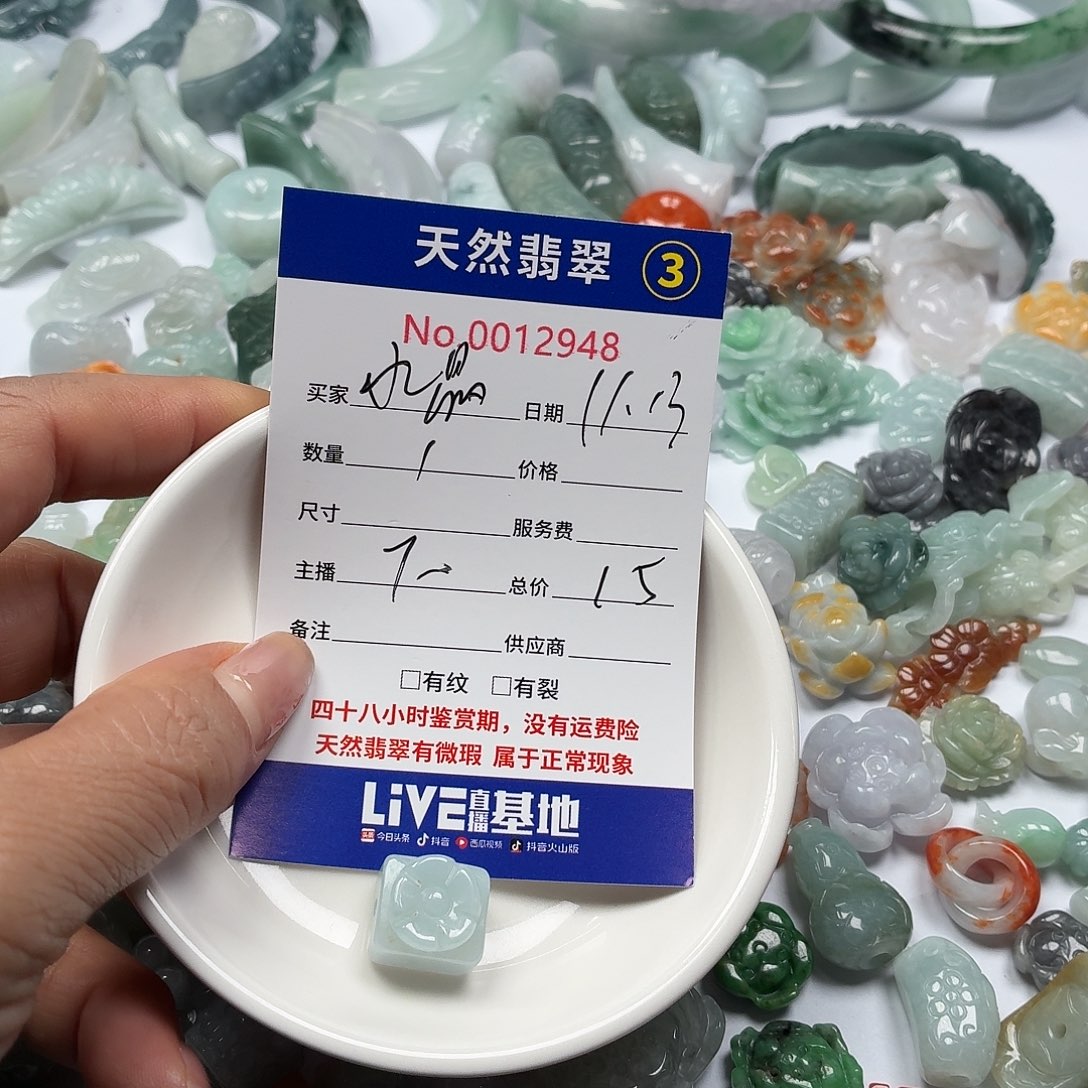 天然翡翠 3
No.0012948
买家 水晶 日期 11.13
数量 1 价格
尺寸 服务费
主播 总价 15
备注 供应商
□有纹 □有裂
四十八小时鉴赏期，没有运费险
天然翡翠有微瑕 属于正常现象
LiVE直播基地
头条 今日头条 抖音 西瓜视频 抖音火山版